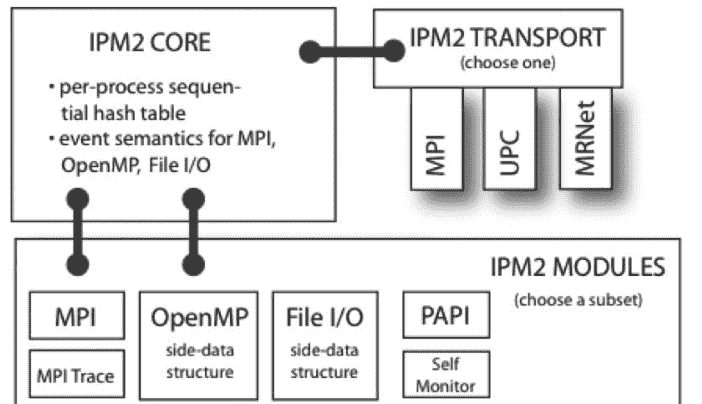 IPM2 CORE
• per-process sequen-
tial hash table
• event semantics for MPI,
OpenMP, File I/O
IPM2 TRANSPORT
(choose one)
MPI
UPC
MRNet
IPM2 MODULES
(choose a subset)
MPI
MPI Trace
OpenMP
side-data
structure
File I/O
side-data
structure
PAPI
Self
Monitor